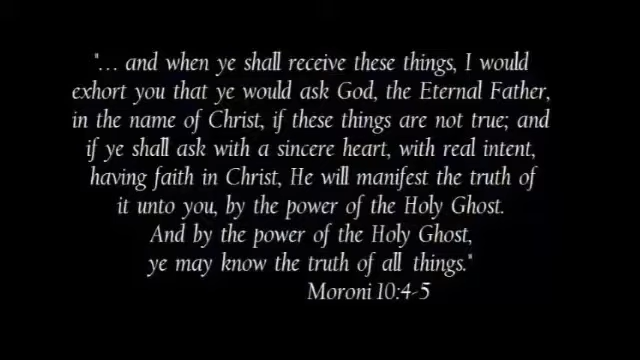 "... and when ye shall receive these things, I would
exhort you that ye would ask God, the Eternal Father,
in the name of Christ, if these things are not true; and
if ye shall ask with a sincere heart, with real intent,
having faith in Christ, He will manifest the truth of
it unto you, by the power of the Holy Ghost.
And by the power of the Holy Ghost,
ye may know the truth of all things."
Moroni 10:4-5